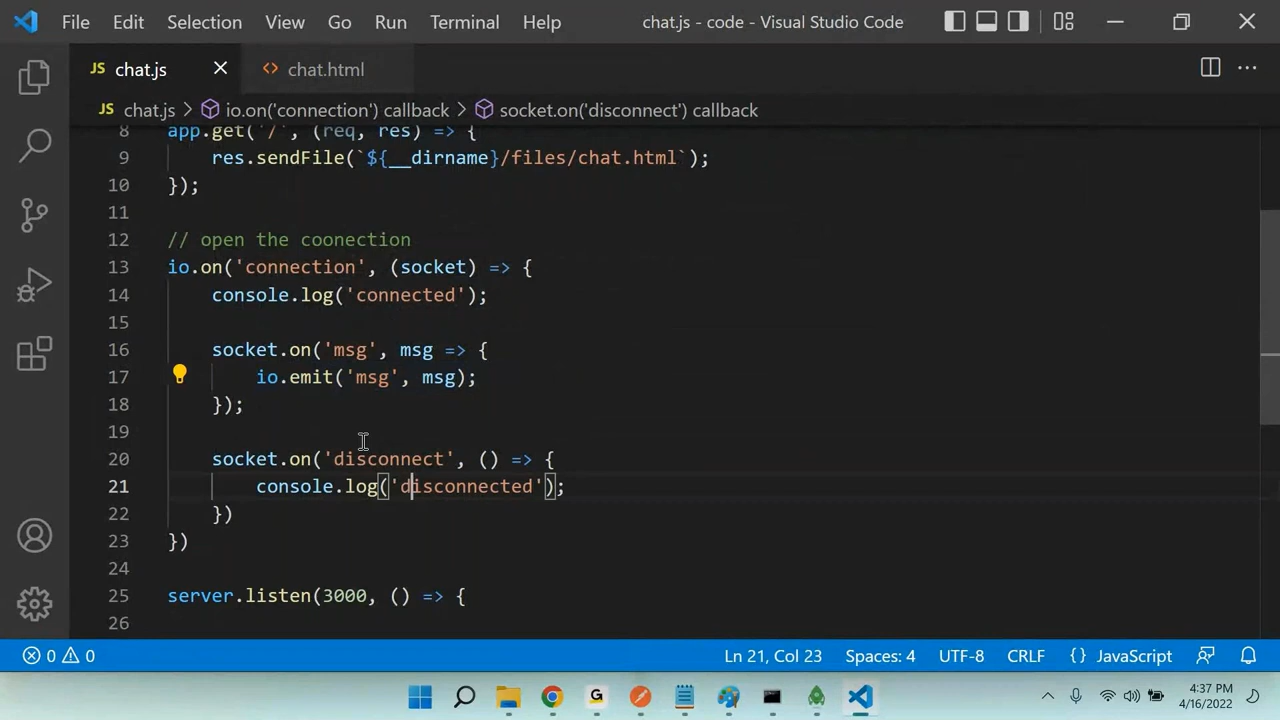 File Edit Selection View Go Run Terminal Help chat.js - code - Visual Studio Code
JS chat.js <> chat.html
JS chat.js > io.on('connection') callback > socket.on('disconnect') callback
8 app.get('/', (req, res) => {
9 res.sendFile(`${__dirname}/files/chat.html`);
10 });
11
12 // open the coonection
13 io.on('connection', (socket) => {
14 console.log('connected');
15
16 socket.on('msg', msg => {
17 io.emit('msg', msg);
18 });
19
20 socket.on('disconnect', () => {
21 console.log('disconnected');
22 })
23 })
24
25 server.listen(3000, () => {
26
0 0 Ln 21, Col 23 Spaces: 4 UTF-8 CRLF {} JavaScript
G 4:37 PM
4/16/2022